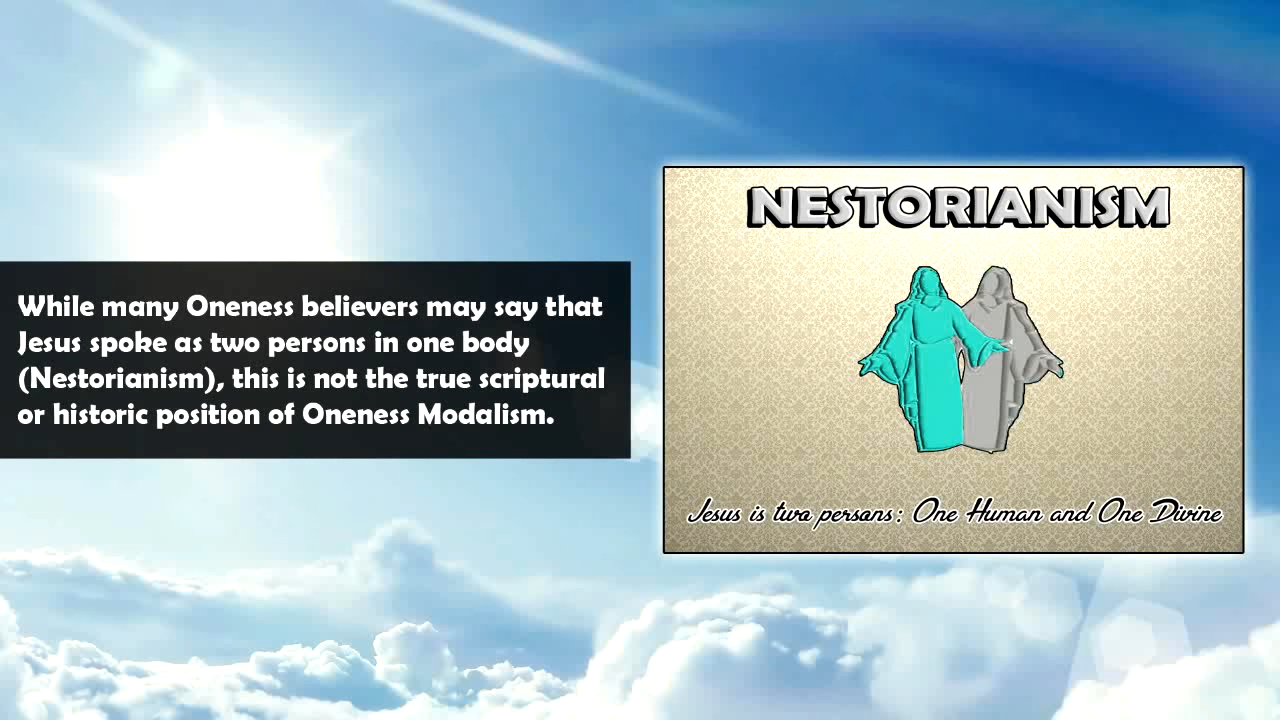 While many Oneness believers may say that
Jesus spoke as two persons in one body
(Nestorianism), this is not the true scriptural
or historic position of Oneness Modalism.
NESTORIANISM
Jesus is two persons: One Human and One Divine